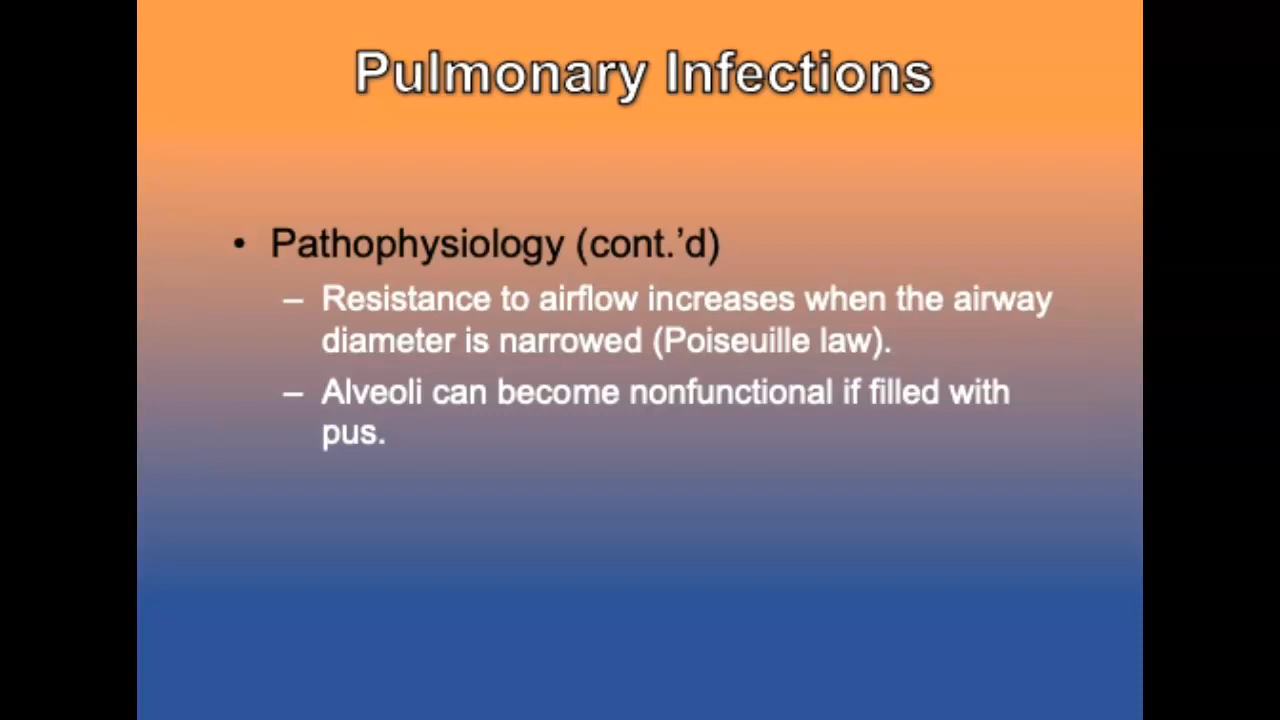 Pulmonary Infections
• Pathophysiology (cont.’d)
– Resistance to airflow increases when the airway
diameter is narrowed (Poiseuille law).
– Alveoli can become nonfunctional if filled with
pus.